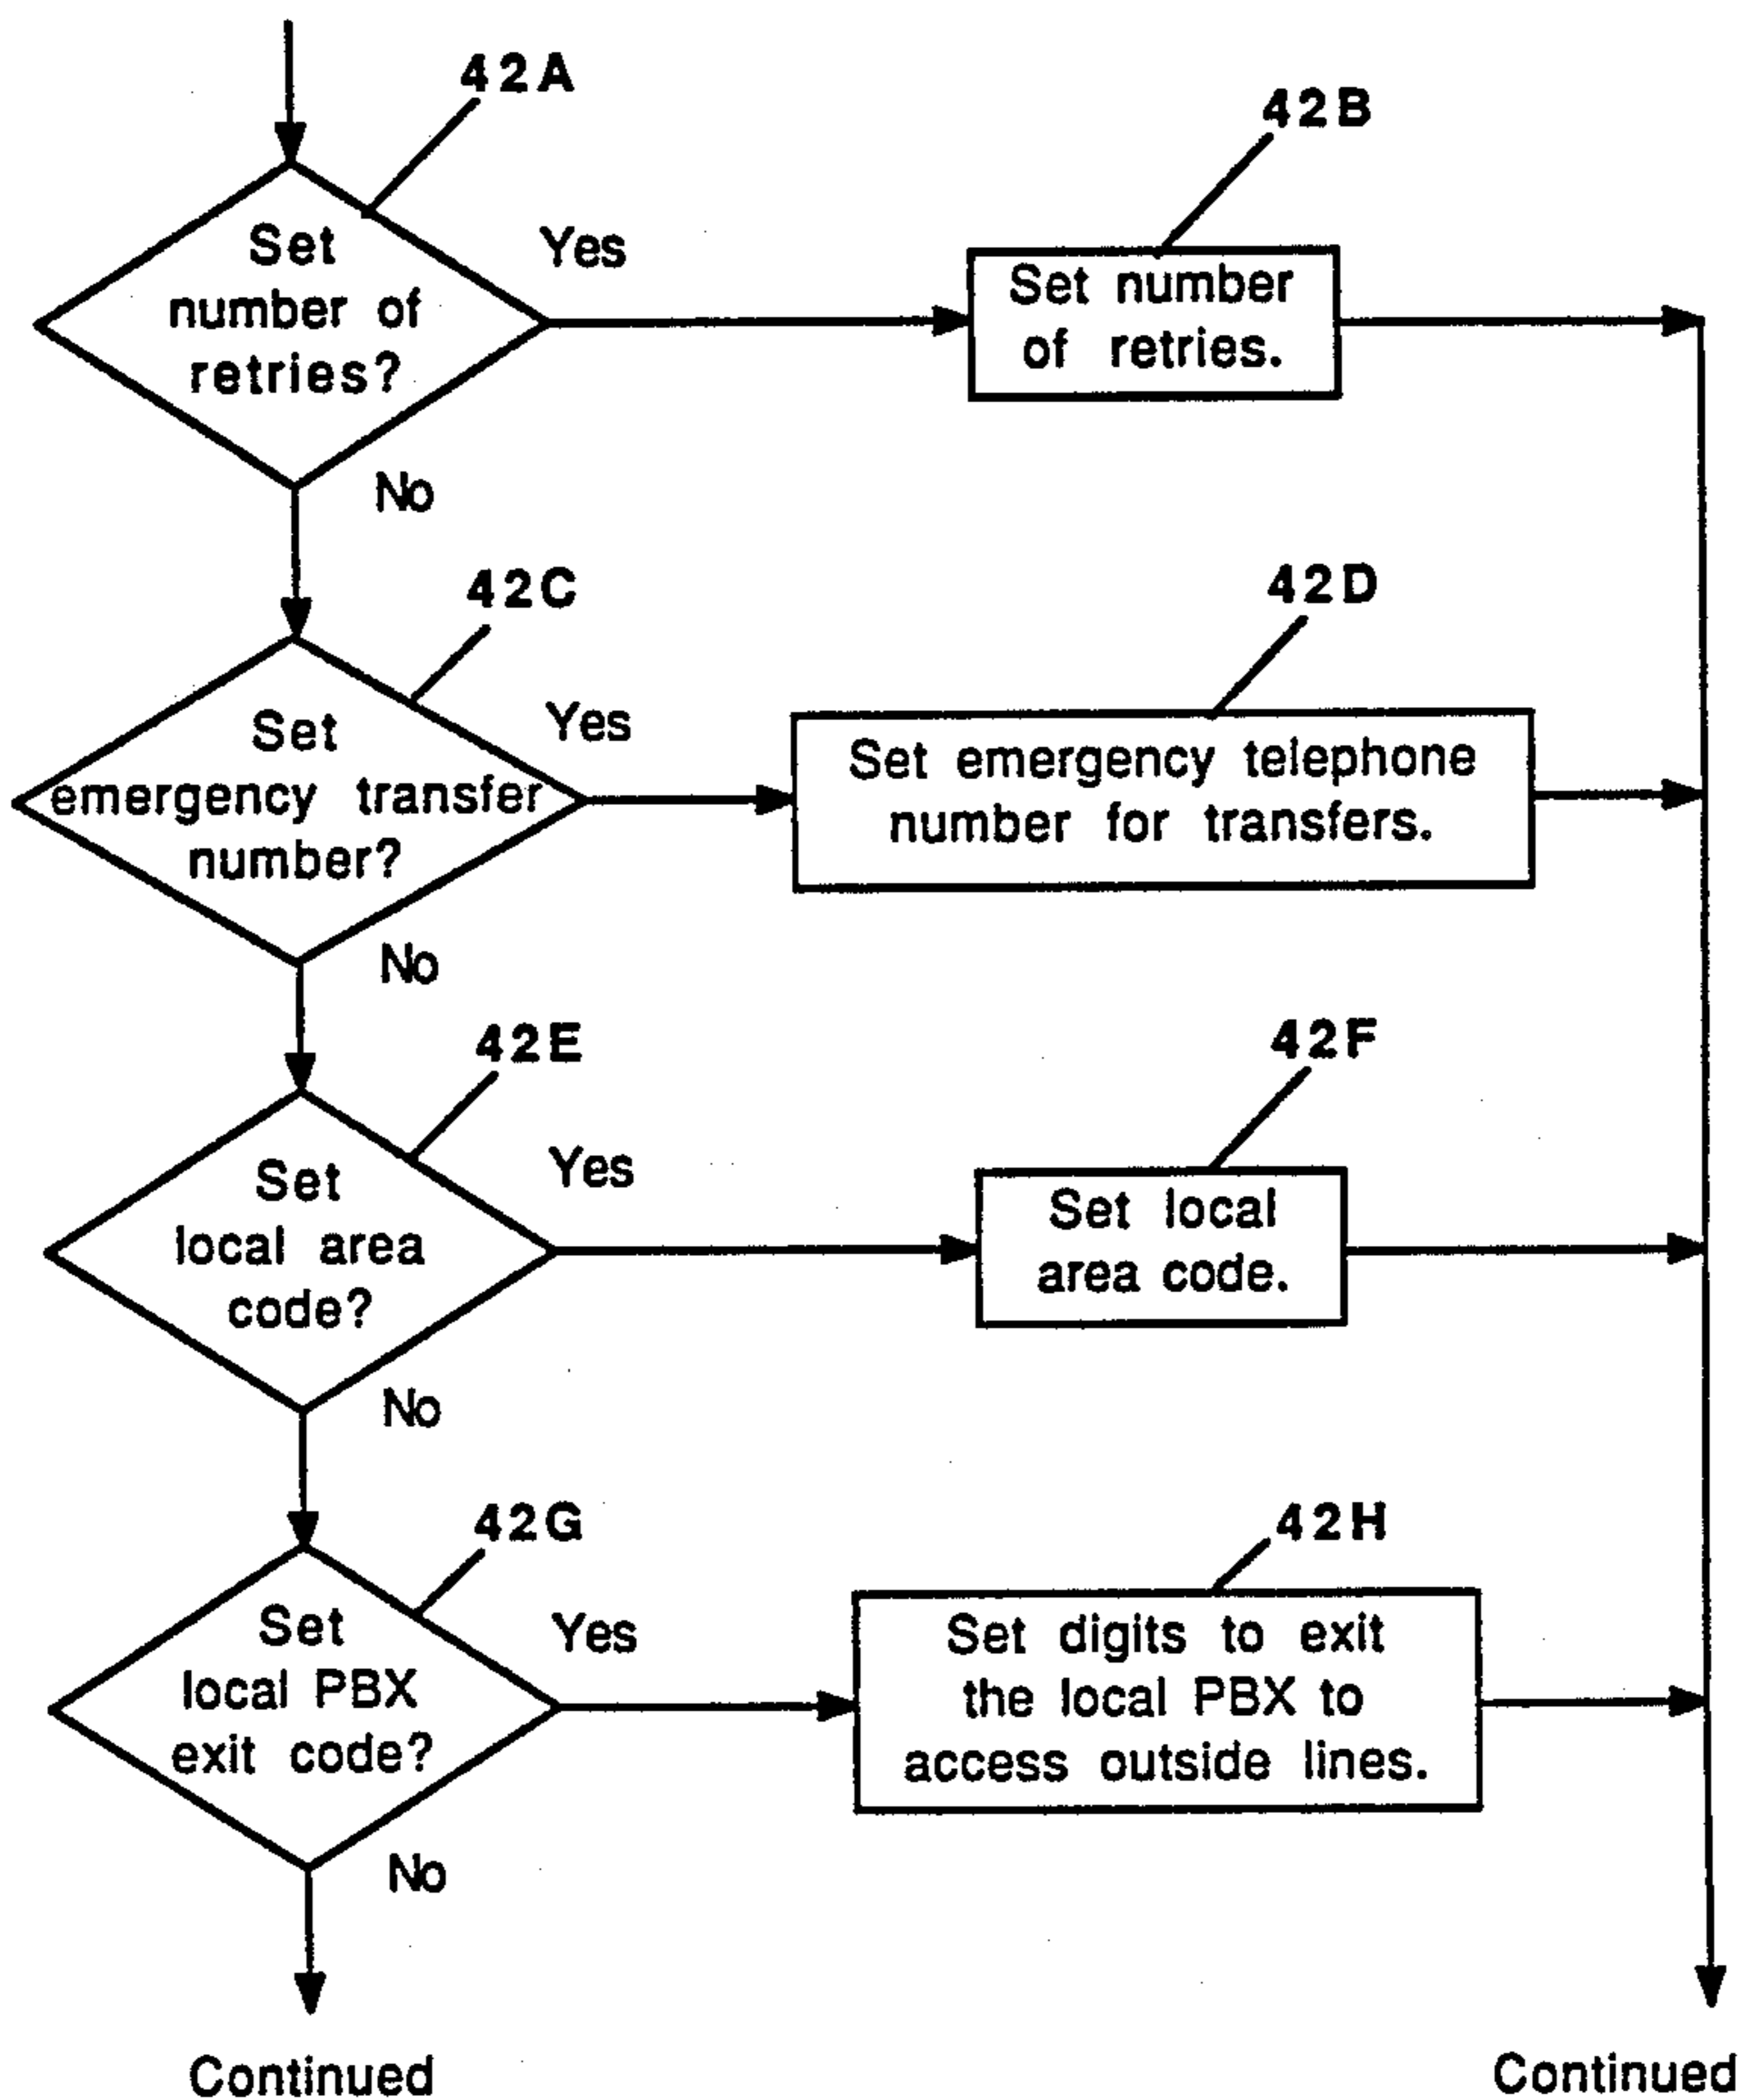 42A
42B
Set
number of
retries?
Yes
Set number
of retries.
No
42C
42D
Set
emergency transfer
number?
Yes
Set emergency telephone
number for transfers.
No
42E
42F
Set
local area
code?
Yes
Set local
area code.
No
42G
42H
Set
local PBX
exit code?
Yes
Set digits to exit
the local PBX to
access outside lines.
No
Continued
Continued